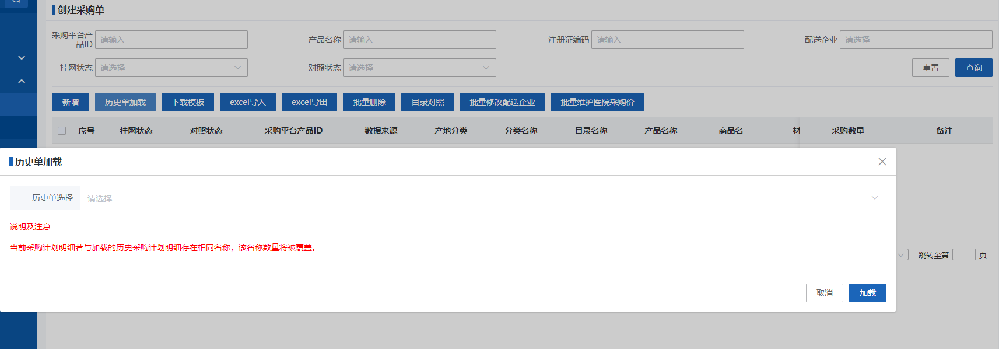 创建采购单
采购平台产品ID 请输入 产品名称 请输入 注册证编码 请输入 配送企业 请选择
挂网状态 请选择 对照状态 请选择 重置 查询
新增 历史单加载 下载模板 excel导入 excel导出 批量删除 目录对照 批量修改配送企业 批量维护医院采购价
序号 挂网状态 对照状态 采购平台产品ID 数据来源 产地分类 分类名称 目录名称 产品名称 商品名 材 采购数量 备注
历史单加载
历史单选择 请选择
说明及注意
当前采购计划明细若与加载的历史采购计划明细存在相同名称，该名称数量将被覆盖。
跳转至第 页
取消 加载